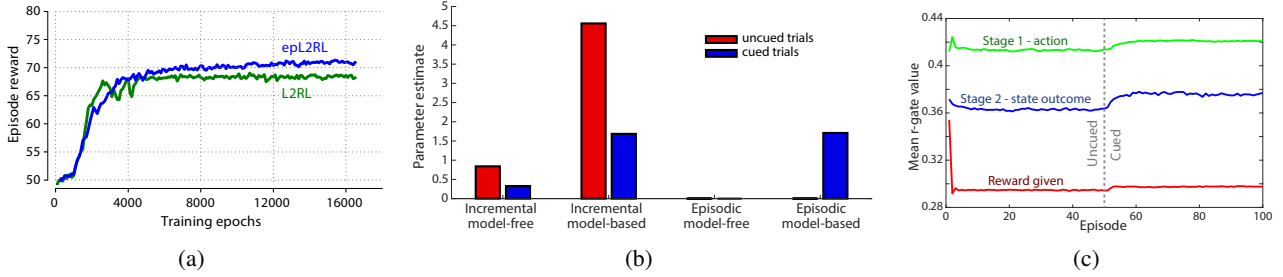 80
75
70
65
60
55
50
Episode reward
epL2RL
L2RL
0
4000
8000
12000
16000
Training epochs
(a)
5
4.5
4
3.5
3
2.5
2
1.5
1
0.5
0
Parameter estimate
uncued trials
cued trials
Incremental
model-free
Incremental
model-based
Episodic
model-free
Episodic
model-based
(b)
0.44
0.4
0.36
0.32
0.28
Mean r-gate value
Stage 1 - action
Stage 2 - state outcome
Reward given
Uncued
Cued
0
20
40
60
80
100
Episode
(c)